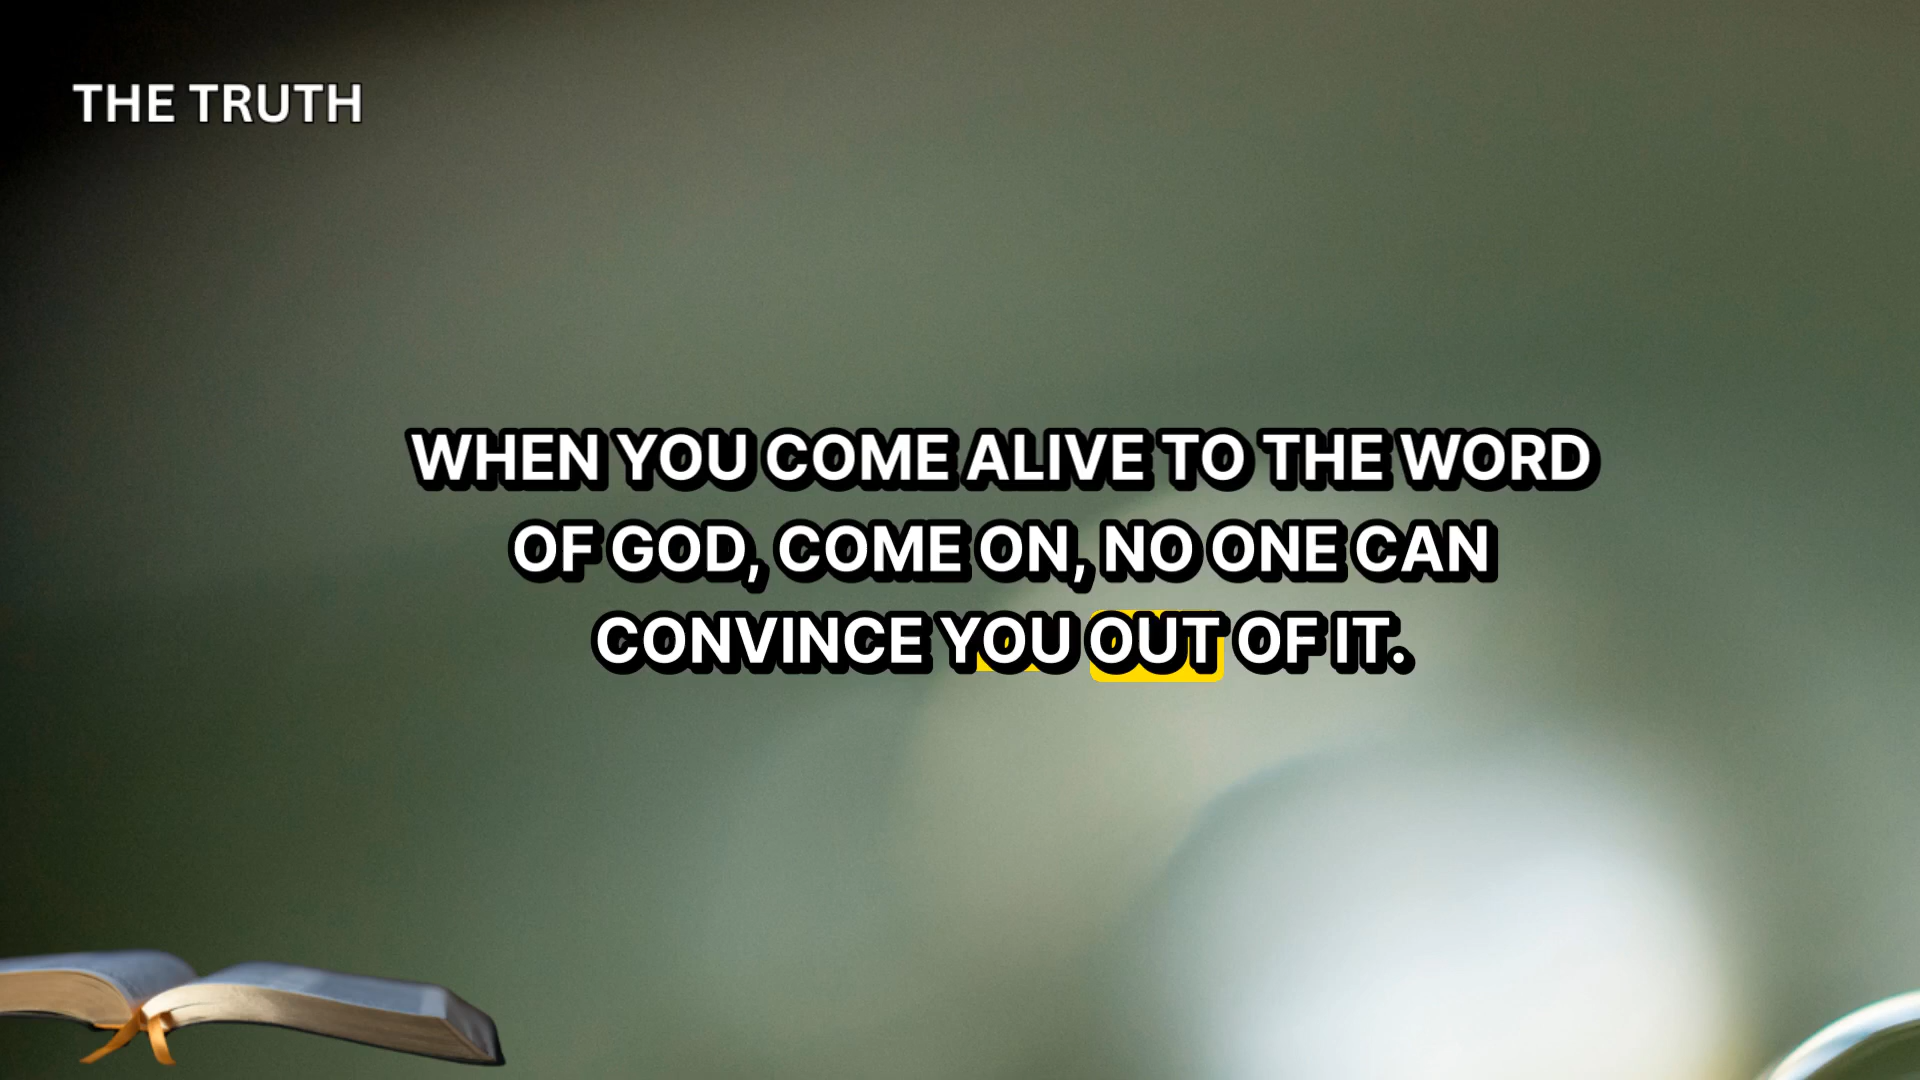 THE TRUTH
WHEN YOU COME ALIVE TO THE WORD
OF GOD, COME ON, NO ONE CAN
CONVINCE YOU OUT OF IT.